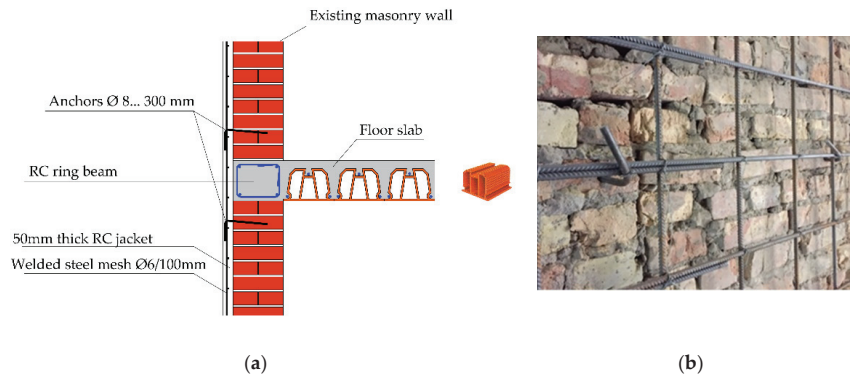 Existing masonry wall
Anchors Ø 8... 300 mm
Floor slab
RC ring beam
50mm thick RC jacket
Welded steel mesh Ø6/100mm
(a)
(b)